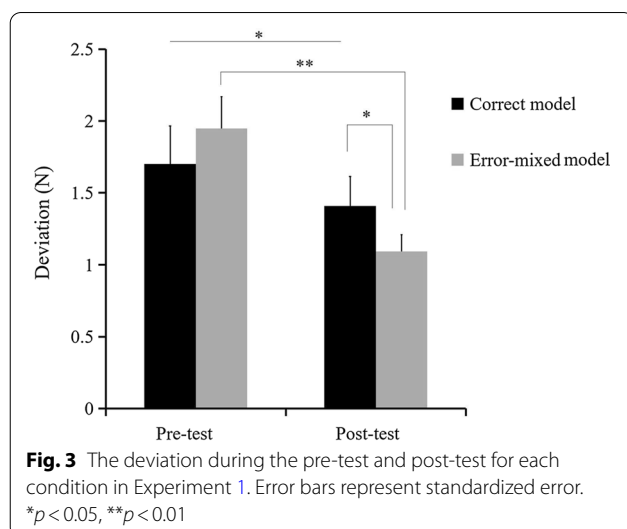 *
2.5
**
2
*
Correct model
Error-mixed model
1.5
1
0.5
0
Deviation (N)
Pre-test Post-test
Fig. 3 The deviation during the pre-test and post-test for each
condition in Experiment 1. Error bars represent standardized error.
*p < 0.05, **p < 0.01